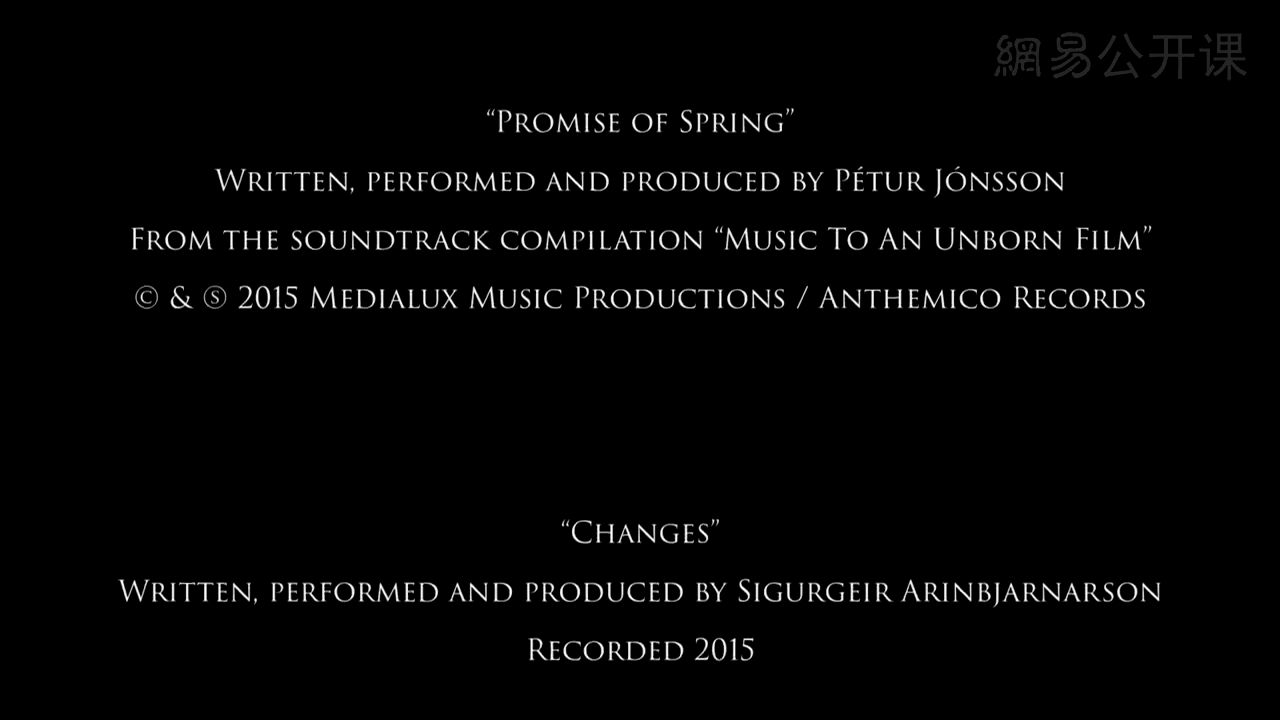 網易公开课
“Promise of Spring”
Written, performed and produced by Pétur Jónsson
From the soundtrack compilation “Music To An Unborn Film”
© & Ⓢ 2015 Medialux Music Productions / Anthemico Records
“Changes”
Written, performed and produced by Sigurgeir Arinbjarnarson
Recorded 2015